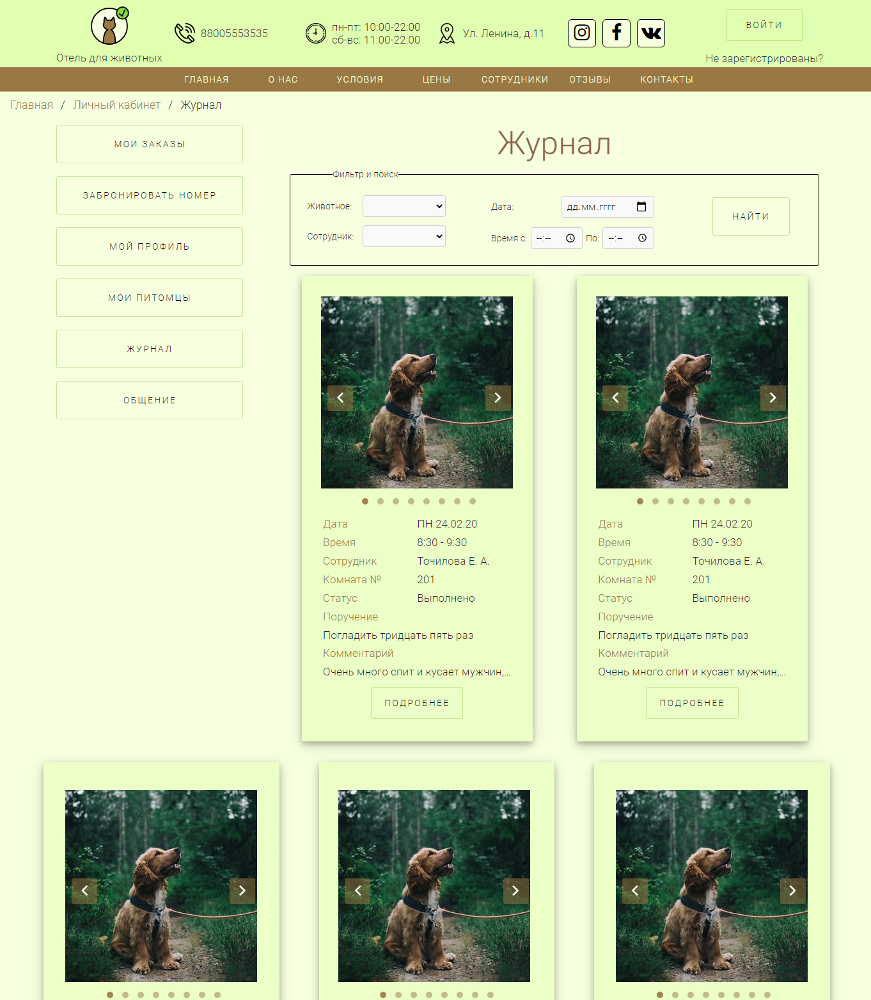 88005553535
пн-пт: 10:00-22:00
сб-вс: 11:00-22:00
Ул. Ленина, д.11
ВОЙТИ
Отель для животных
Не зарегистрированы?
ГЛАВНАЯ О НАС УСЛОВИЯ ЦЕНЫ СОТРУДНИКИ ОТЗЫВЫ КОНТАКТЫ
Главная / Личный кабинет / Журнал
МОИ ЗАКАЗЫ
ЗАБРОНИРОВАТЬ НОМЕР
МОЙ ПРОФИЛЬ
МОИ ПИТОМЦЫ
ЖУРНАЛ
ОБЩЕНИЕ
Журнал
Фильтр и поиск
Животное:
Дата: дд.мм.гггг
НАЙТИ
Сотрудник:
Время с: --:-- По: --:--
Дата ПН 24.02.20
Время 8:30 - 9:30
Сотрудник Точилова Е. А.
Комната № 201
Статус Выполнено
Поручение
Погладить тридцать пять раз
Комментарий
Очень много спит и кусает мужчин,...
ПОДРОБНЕЕ
Дата ПН 24.02.20
Время 8:30 - 9:30
Сотрудник Точилова Е. А.
Комната № 201
Статус Выполнено
Поручение
Погладить тридцать пять раз
Комментарий
Очень много спит и кусает мужчин,...
ПОДРОБНЕЕ